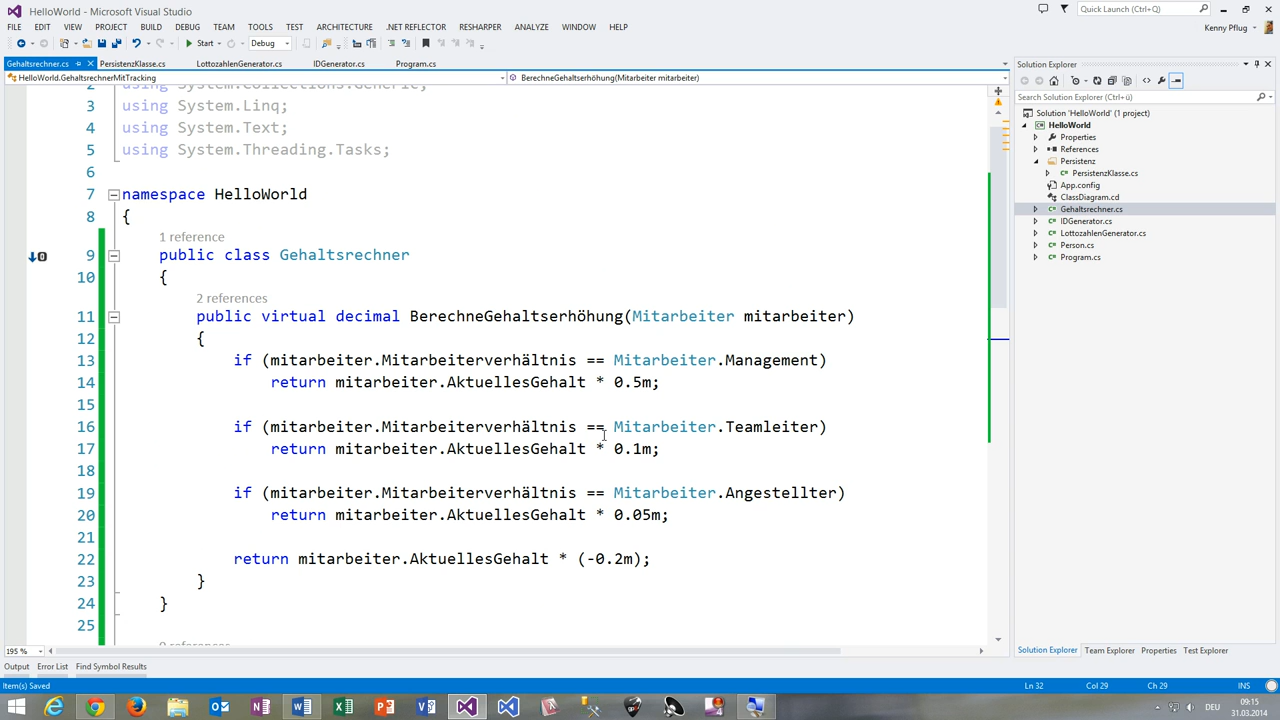 HelloWorld - Microsoft Visual Studio
Quick Launch (Ctrl+Q)
FILE EDIT VIEW PROJECT BUILD DEBUG TEAM TOOLS TEST ARCHITECTURE .NET REFLECTOR RESHARPER ANALYZE WINDOW HELP
Kenny Pflug
Start Debug
Gehaltsrechner.cs PersistenzKlasse.cs LottozahlenGenerator.cs IDGenerator.cs Program.cs
HelloWorld.GehaltsrechnerMitTracking BerechneGehaltserhöhung(Mitarbeiter mitarbeiter)
2 using System.Collections.Generic;
3 using System.Linq;
4 using System.Text;
5 using System.Threading.Tasks;
6
7 namespace HelloWorld
8 {
1 reference
9 public class Gehaltsrechner
10 {
2 references
11 public virtual decimal BerechneGehaltserhöhung(Mitarbeiter mitarbeiter)
12 {
13 if (mitarbeiter.Mitarbeiterverhältnis == Mitarbeiter.Management)
14 return mitarbeiter.AktuellesGehalt * 0.5m;
15
16 if (mitarbeiter.Mitarbeiterverhältnis == Mitarbeiter.Teamleiter)
17 return mitarbeiter.AktuellesGehalt * 0.1m;
18
19 if (mitarbeiter.Mitarbeiterverhältnis == Mitarbeiter.Angestellter)
20 return mitarbeiter.AktuellesGehalt * 0.05m;
21
22 return mitarbeiter.AktuellesGehalt * (-0.2m);
23 }
24 }
25
195 %
Solution Explorer
Search Solution Explorer (Ctrl+ü)
Solution 'HelloWorld' (1 project)
HelloWorld
Properties
References
Persistenz
PersistenzKlasse.cs
App.config
ClassDiagram.cd
Gehaltsrechner.cs
IDGenerator.cs
LottozahlenGenerator.cs
Person.cs
Program.cs
Solution Explorer Team Explorer Properties Test Explorer
Output Error List Find Symbol Results
Item(s) Saved Ln 32 Col 29 Ch 29 INS
DEU 09:15
31.03.2014